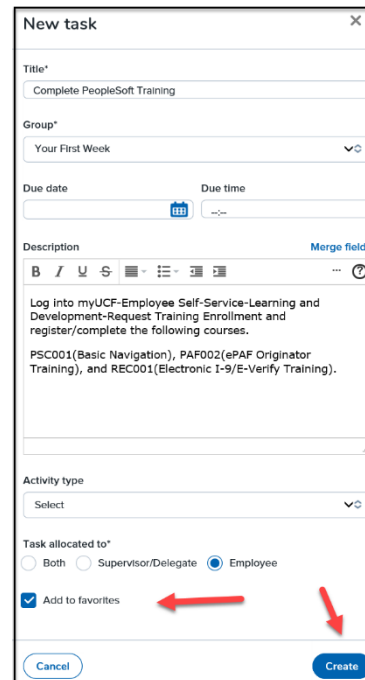 New task
Title*
Complete PeopleSoft Training
Group*
Your First Week
Due date Due time
--:--
Description Merge field
B I U S
Log into myUCF-Employee Self-Service-Learning and
Development-Request Training Enrollment and
register/complete the following courses.
PSC001(Basic Navigation), PAF002(ePAF Originator
Training), and REC001(Electronic I-9/E-Verify Training).
Activity type
Select
Task allocated to*
Both Supervisor/Delegate Employee
Add to favorites
Cancel Create